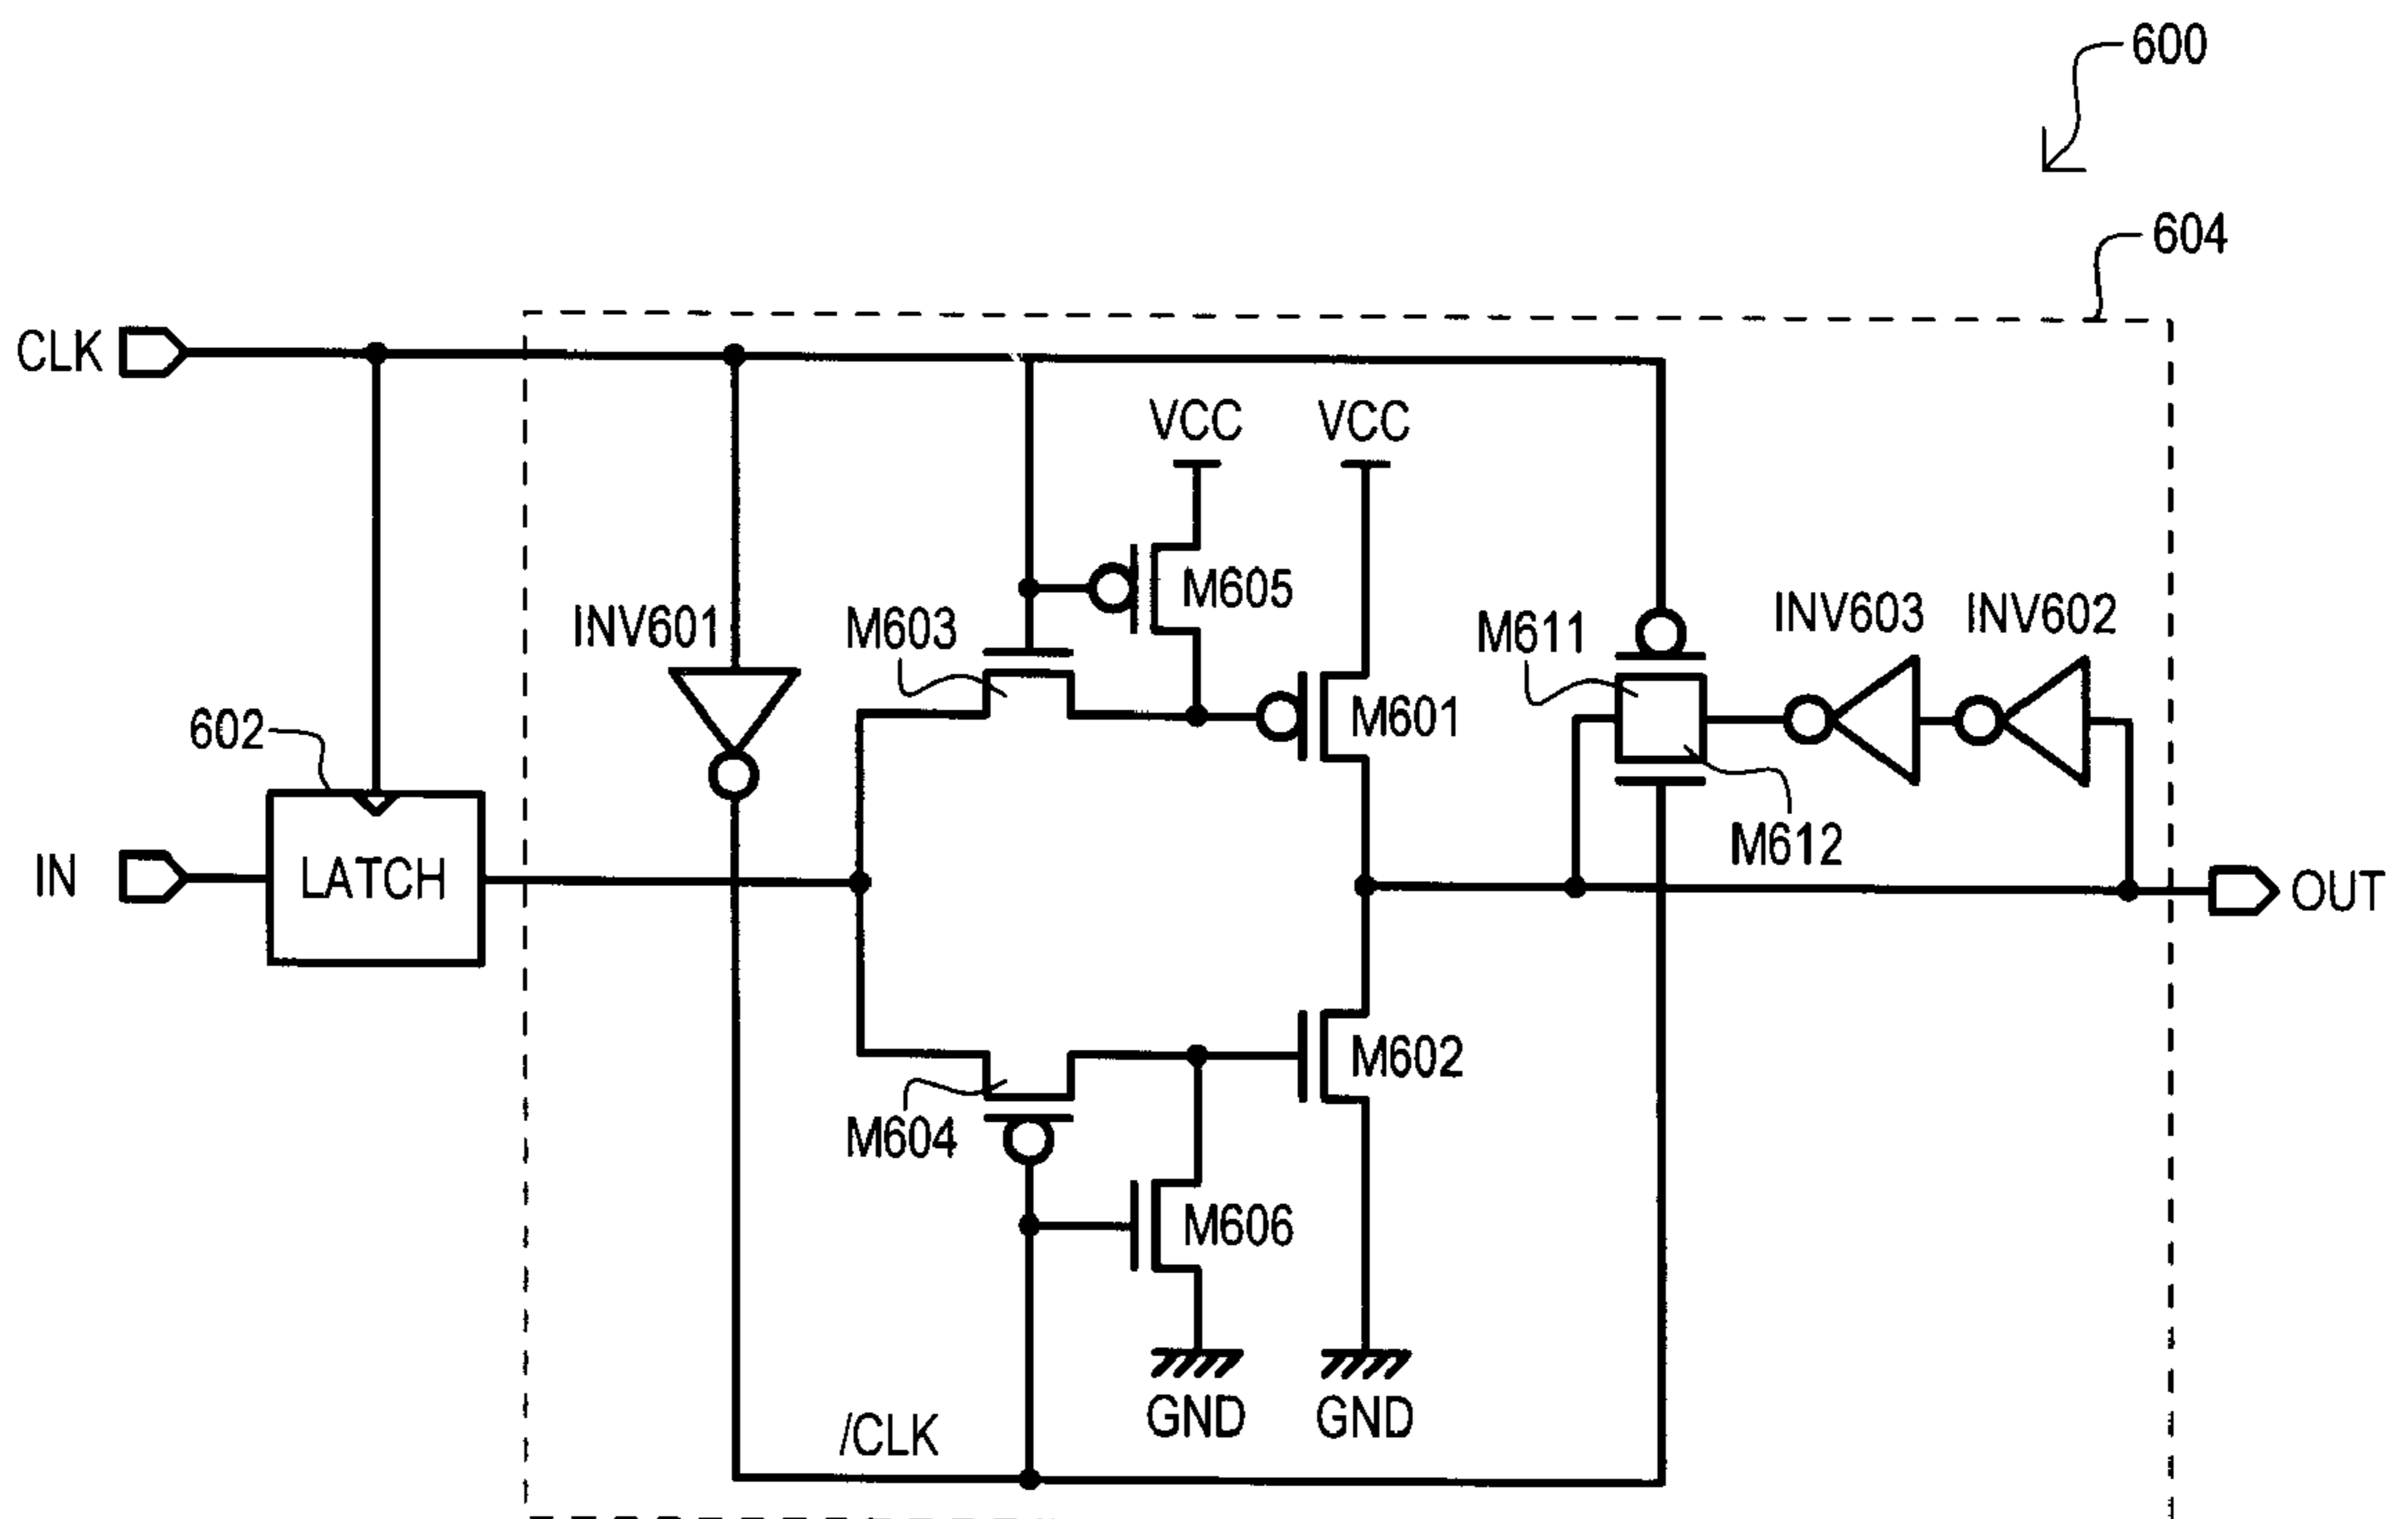 600
604
CLK
VCC
VCC
M605
INV601
M603
M611
INV603
INV602
M601
602
M612
IN
LATCH
OUT
M602
M604
M606
GND
GND
/CLK